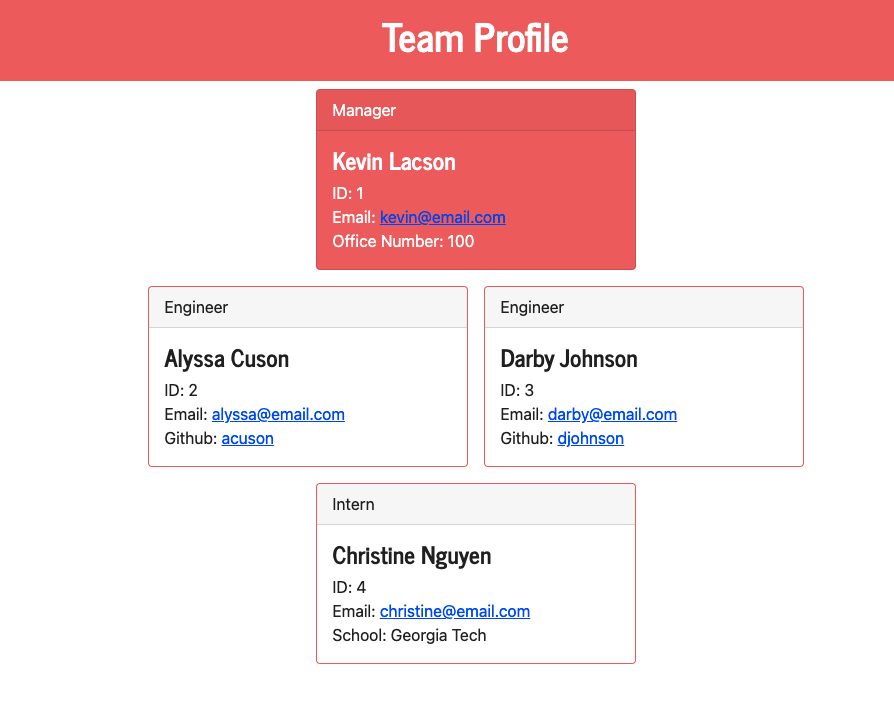 Team Profile
Manager
Kevin Lacson
ID: 1
Email: kevin@email.com
Office Number: 100
Engineer
Alyssa Cuson
ID: 2
Email: alyssa@email.com
Github: acuson
Engineer
Darby Johnson
ID: 3
Email: darby@email.com
Github: djohnson
Intern
Christine Nguyen
ID: 4
Email: christine@email.com
School: Georgia Tech